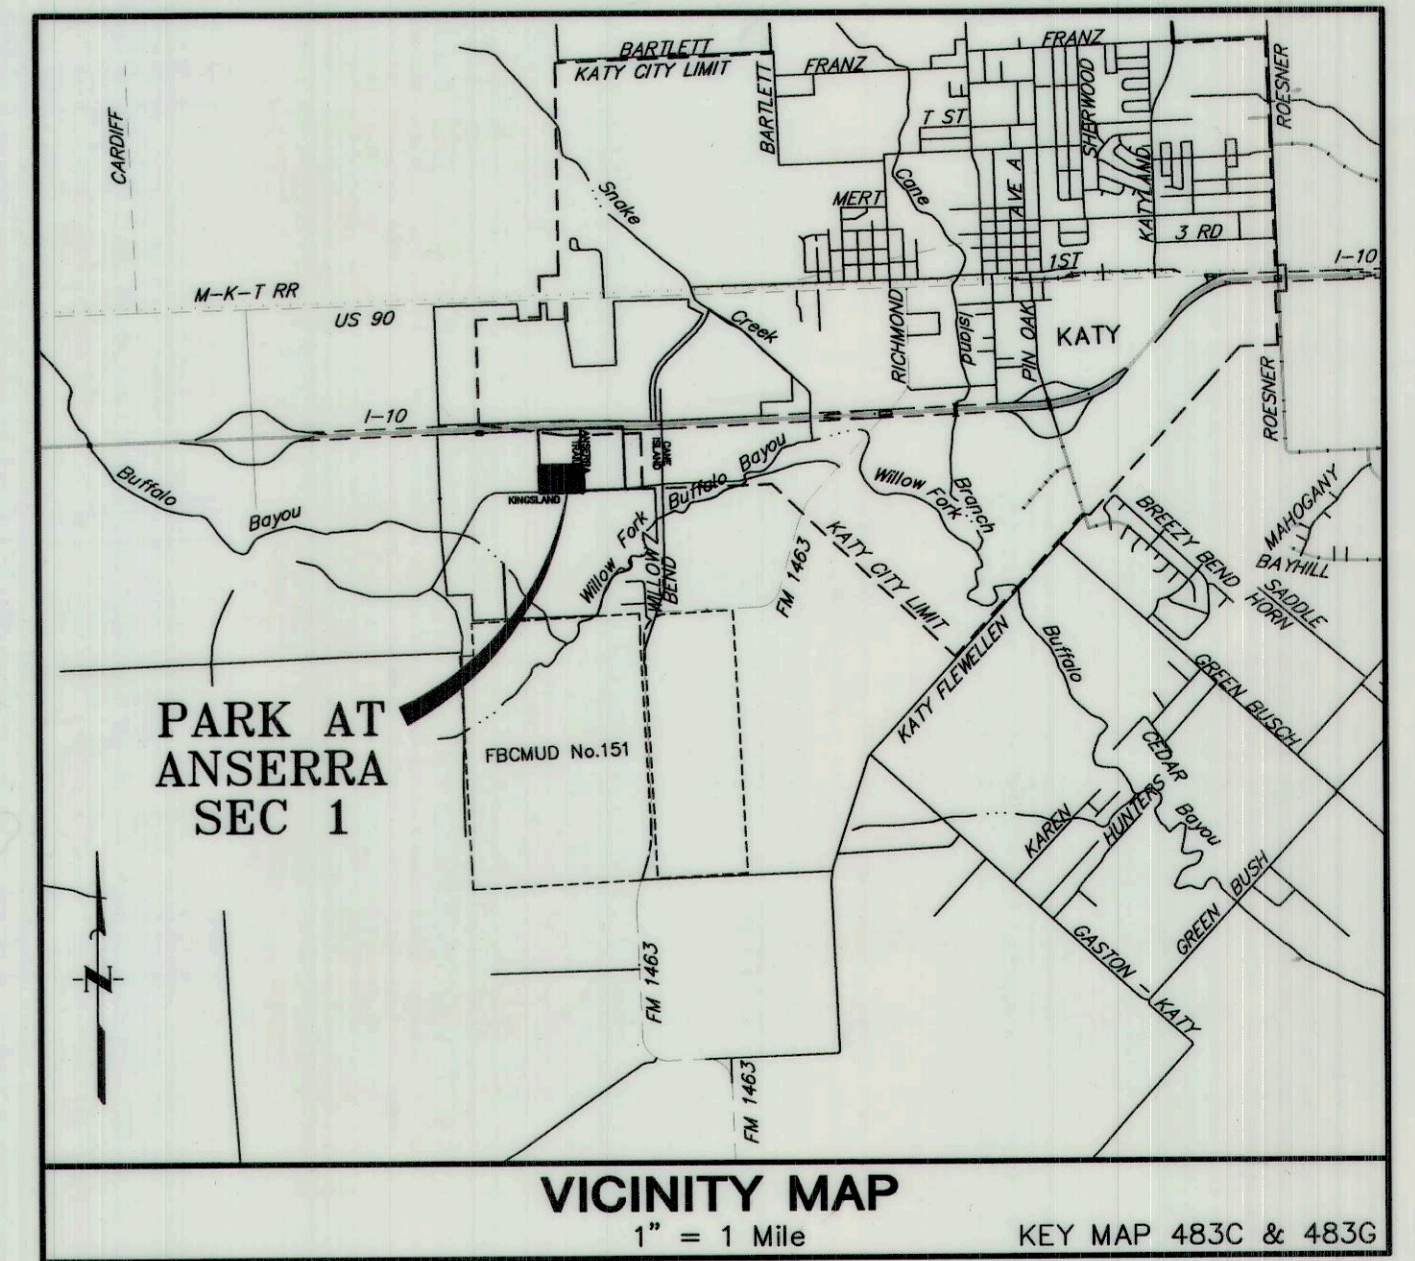 BARTLETT
KATY CITY LIMIT
BARTLETT
FRANZ
FRANZ
SHERWOOD
ROESNER
CARDIFF
T ST
Snake
MERT
Cane
AVE A
KATYLAND
3 RD
1ST
I-10
M-K-T RR
US 90
Creek
RICHMOND
Island
PIN OAK
KATY
ROESNER
I-10
ANSERRA
TRAIL
CANE
ISLAND
KINGSLAND
Buffalo
Bayou
Buffalo
Bayou
Willow Fork
Willow Fork
Branch
WILLOW
BEND
FM 1463
KATY CITY LIMIT
BREEZY BEND
MAHOGANY
BAYHILL
SADDLE
HORN
PARK AT
ANSERRA
SEC 1
FBCMUD No.151
KATY FLEWELLEN
Buffalo
Bayou
GREEN BUSCH
CEDAR
KAREN
HUNTERS
GREEN BUSH
GASTON - KATY
FM 1463
FM 1463
N
VICINITY MAP
1" = 1 Mile
KEY MAP 483C & 483G